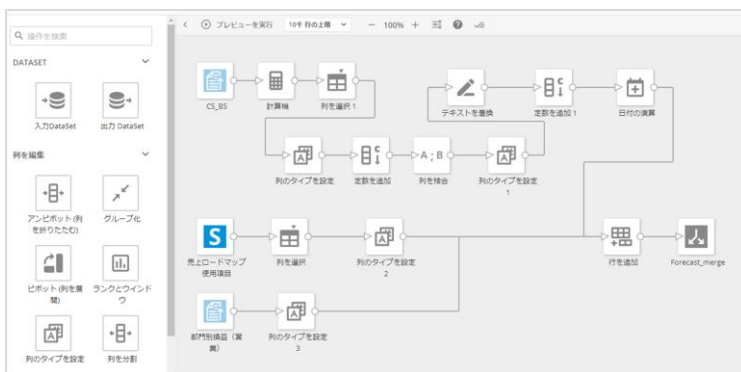 プレビューを実行 10千 行の上限 － 100% ＋
操作を検索
DATASET
入力DataSet
出力 DataSet
列を編集
アンピボット (列
を折りたたむ)
グループ化
ピボット (列を展
開)
ランクとウインド
ウ
列のタイプを設定
列を分割
CS_BS
計算機
列を選択 1
テキストを置換
定数を追加 1
日付の演算
列のタイプを設定
定数を追加
列を結合
列のタイプを設定
1
売上ロードマップ
使用項目
列を選択
列のタイプを設定
2
行を追加
Forecast_merge
部門別損益（営
業）
列のタイプを設定
3